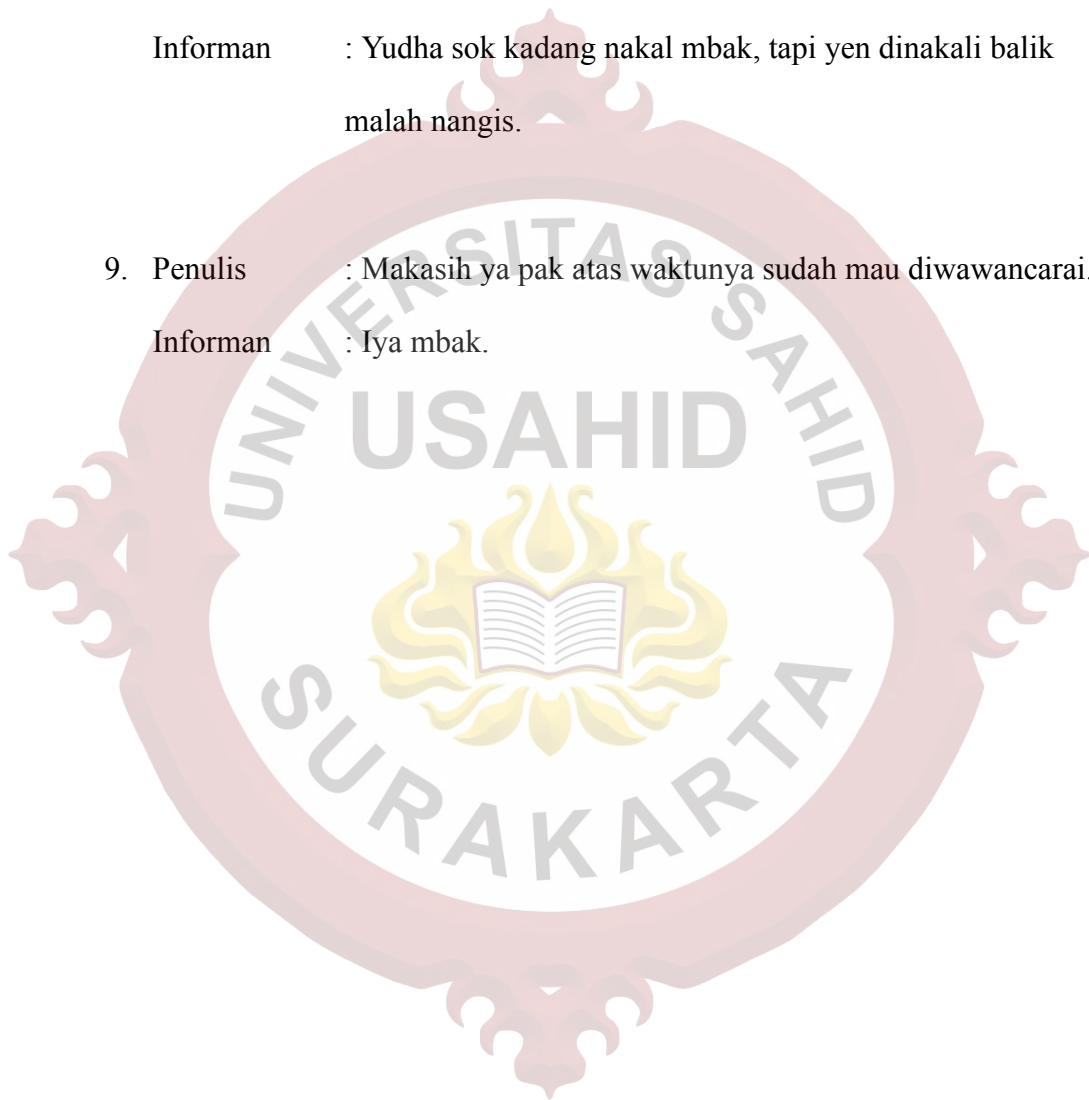 Informan : Yudha sok kadang nakal mbak, tapi yen dinakali balik
malah nangis.
9. Penulis : Makasih ya pak atas waktunya sudah mau diwawancarai.
Informan : Iya mbak.
UNIVERSITAS SAHID
USAHID
SURAKARTA